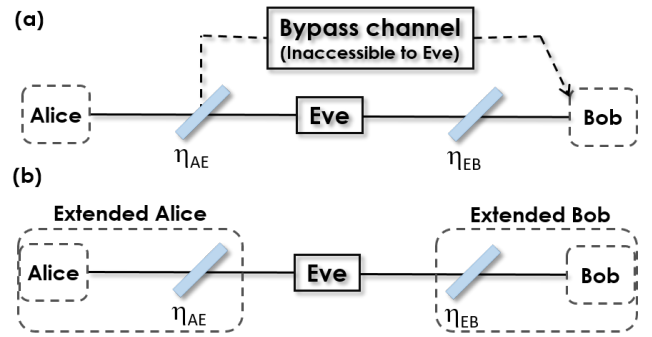 (a)
Bypass channel
(Inaccessible to Eve)
Alice
Eve
Bob
ηAE
ηEB
(b)
Extended Alice
Extended Bob
Alice
Eve
Bob
ηAE
ηEB